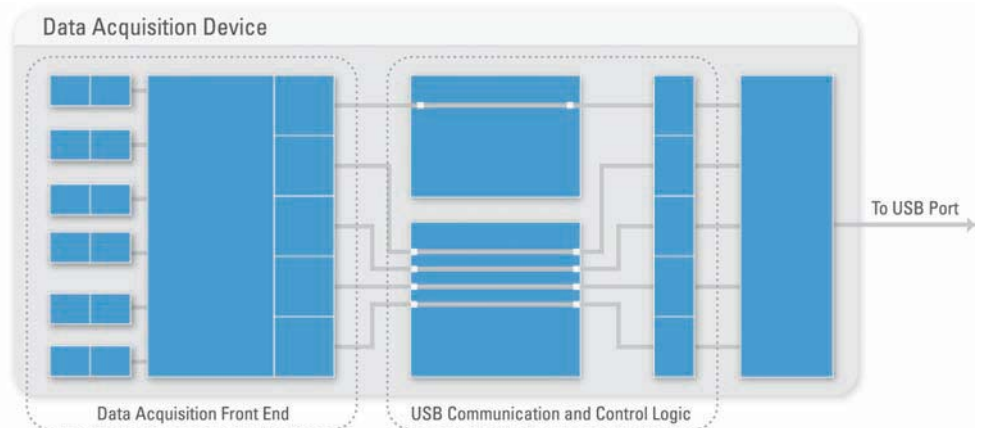 Data Acquisition Device
To USB Port
Data Acquisition Front End
USB Communication and Control Logic